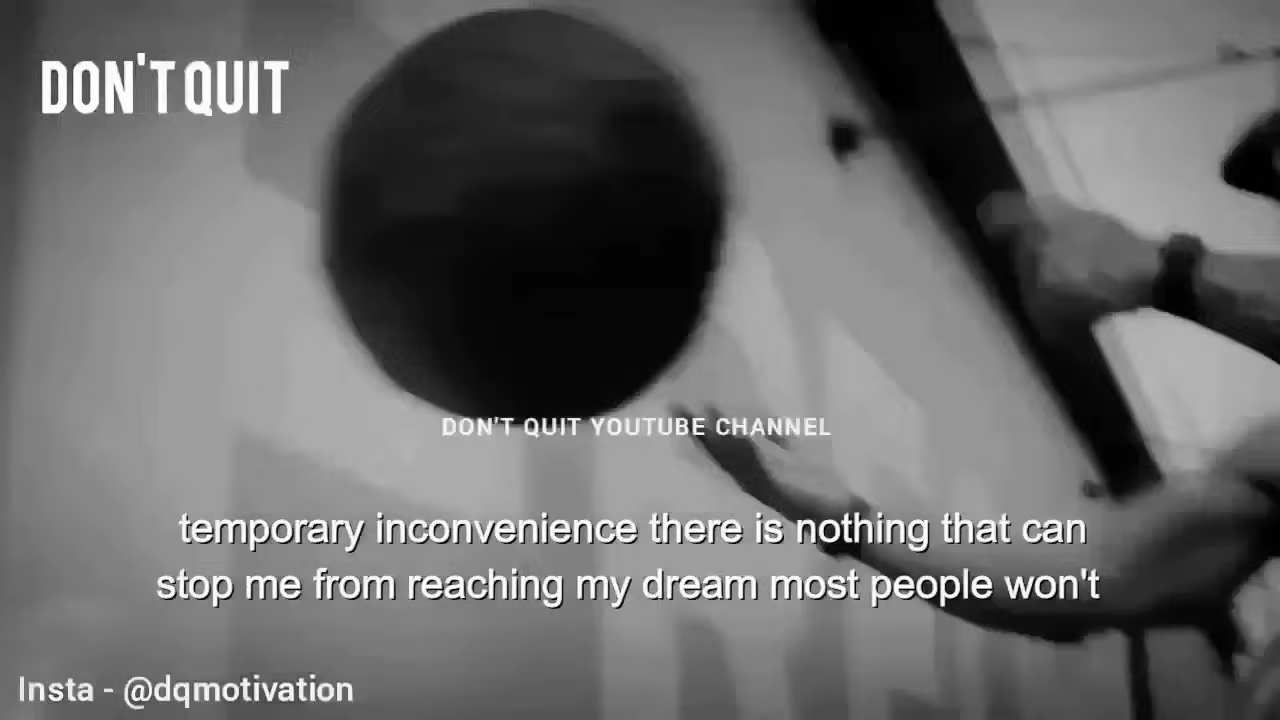 DON'T QUIT
DON'T QUIT YOUTUBE CHANNEL
temporary inconvenience there is nothing that can
stop me from reaching my dream most people won't
Insta - @dqmotivation